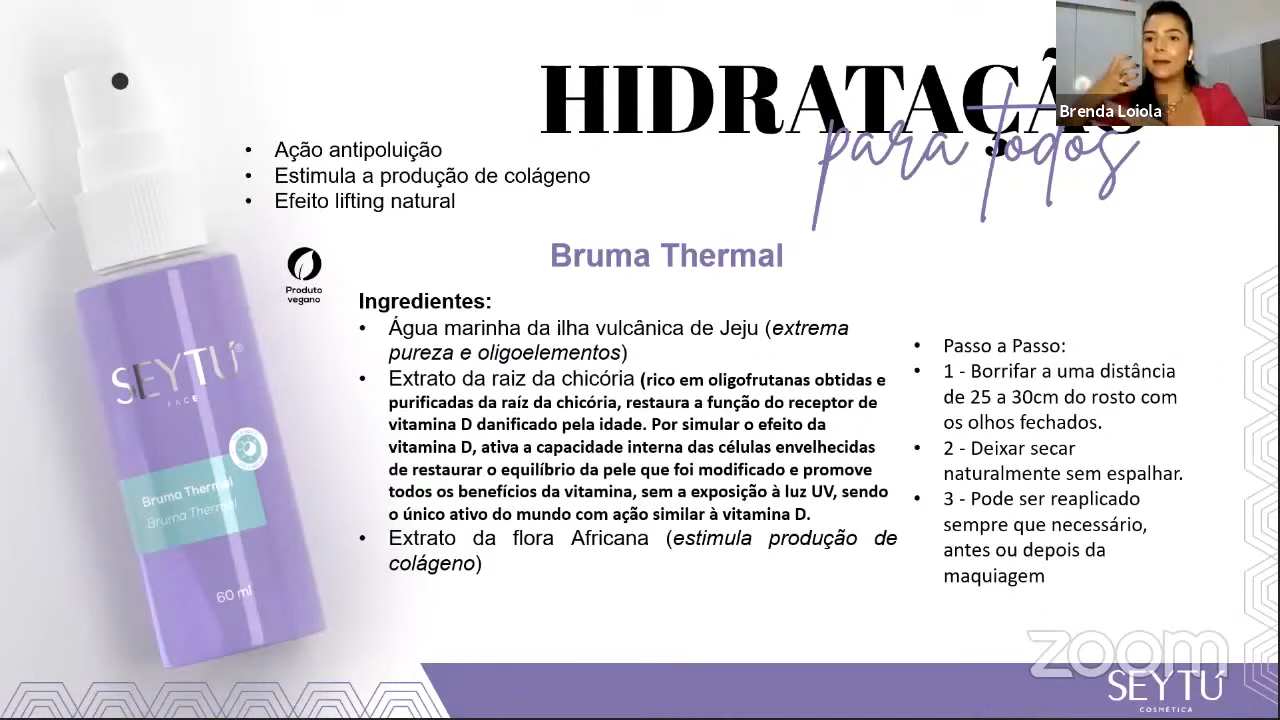 HIDRATAÇÃO
para todos
Brenda Loiola
• Ação antipoluição
• Estimula a produção de colágeno
• Efeito lifting natural
Bruma Thermal
Produto
vegano
Ingredientes:
• Água marinha da ilha vulcânica de Jeju (extrema
pureza e oligoelementos)
• Extrato da raiz da chicória (rico em oligofrutanas obtidas e
purificadas da raíz da chicória, restaura a função do receptor de
vitamina D danificado pela idade. Por simular o efeito da
vitamina D, ativa a capacidade interna das células envelhecidas
de restaurar o equilíbrio da pele que foi modificado e promove
todos os benefícios da vitamina, sem a exposição à luz UV, sendo
o único ativo do mundo com ação similar à vitamina D.
• Extrato da flora Africana (estimula produção de
colágeno)
• Passo a Passo:
• 1 - Borrifar a uma distância
de 25 a 30cm do rosto com
os olhos fechados.
• 2 - Deixar secar
naturalmente sem espalhar.
• 3 - Pode ser reaplicado
sempre que necessário,
antes ou depois da
maquiagem
SEYTÚ®
FACE
Bruma Thermal
Bruma Thermal
60 ml
zoom
SEYTÚ
COSMÉTICA